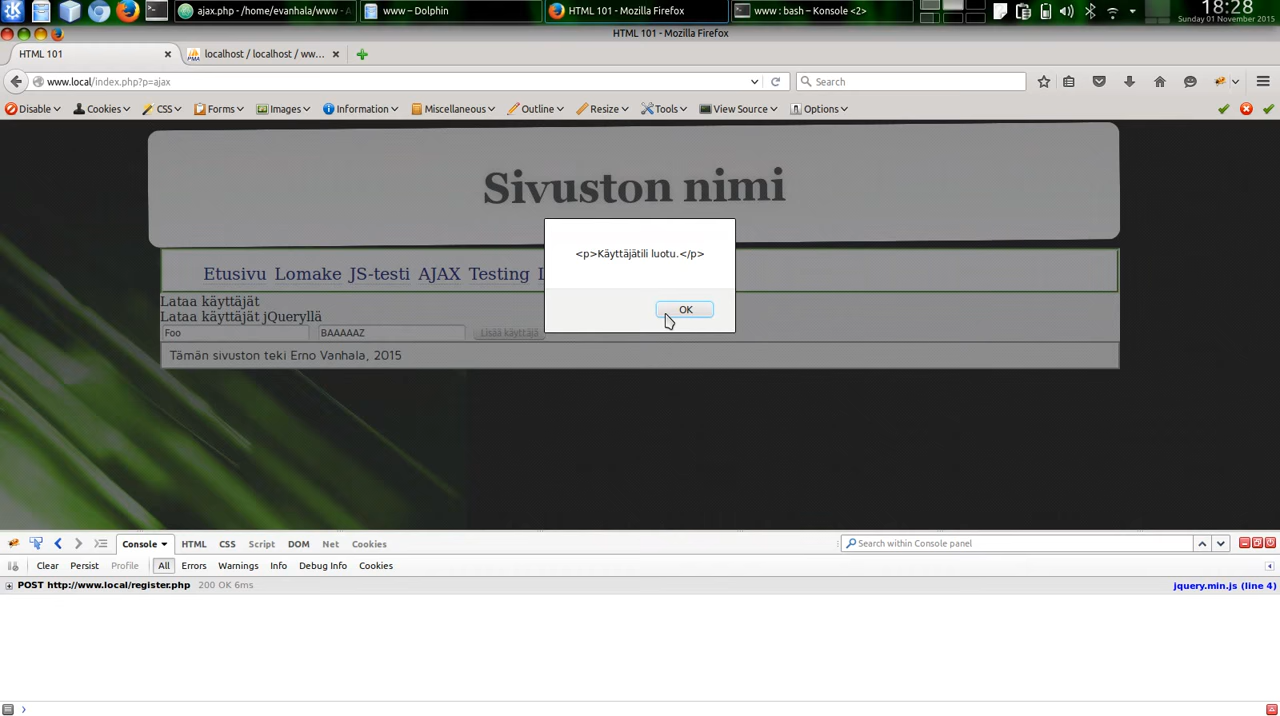 ajax.php - /home/evanhala/www - A
www – Dolphin
HTML 101 - Mozilla Firefox
www : bash – Konsole <2>
18:28
Sunday 01 November 2015
HTML 101 - Mozilla Firefox
HTML 101
localhost / localhost / ww...
www.local/index.php?p=ajax
Search
Disable
Cookies
CSS
Forms
Images
Information
Miscellaneous
Outline
Resize
Tools
View Source
Options
Sivuston nimi
Etusivu Lomake JS-testi AJAX Testing L
<p>Käyttäjätili luotu.</p>
OK
Lataa käyttäjät
Lataa käyttäjät jQueryllä
Foo
BAAAAAZ
Lisää käyttäjä
Tämän sivuston teki Erno Vanhala, 2015
Console
HTML
CSS
Script
DOM
Net
Cookies
Search within Console panel
Clear
Persist
Profile
All
Errors
Warnings
Info
Debug Info
Cookies
POST http://www.local/register.php 200 OK 6ms
jquery.min.js (line 4)